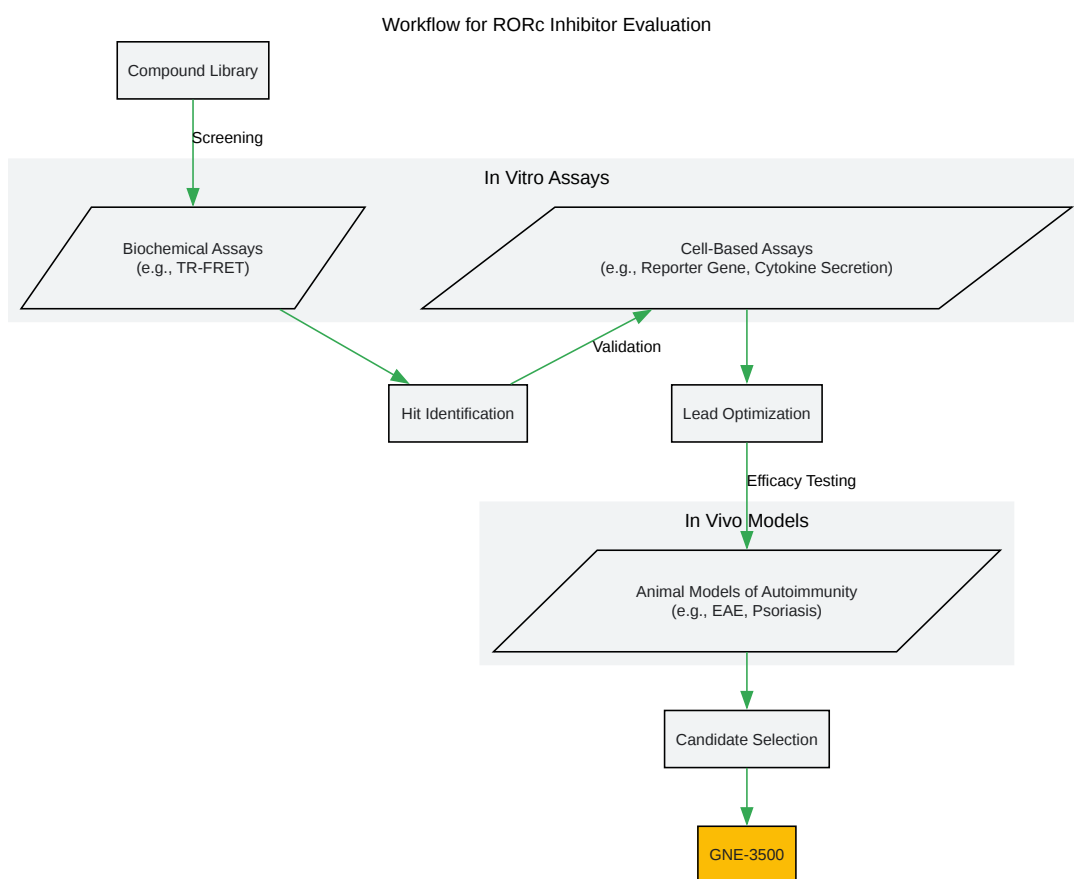 Workflow for RORc Inhibitor Evaluation
Compound Library
Screening
In Vitro Assays
Biochemical Assays
(e.g., TR-FRET)
Cell-Based Assays
(e.g., Reporter Gene, Cytokine Secretion)
Validation
Hit Identification
Lead Optimization
Efficacy Testing
In Vivo Models
Animal Models of Autoimmunity
(e.g., EAE, Psoriasis)
Candidate Selection
GNE-3500